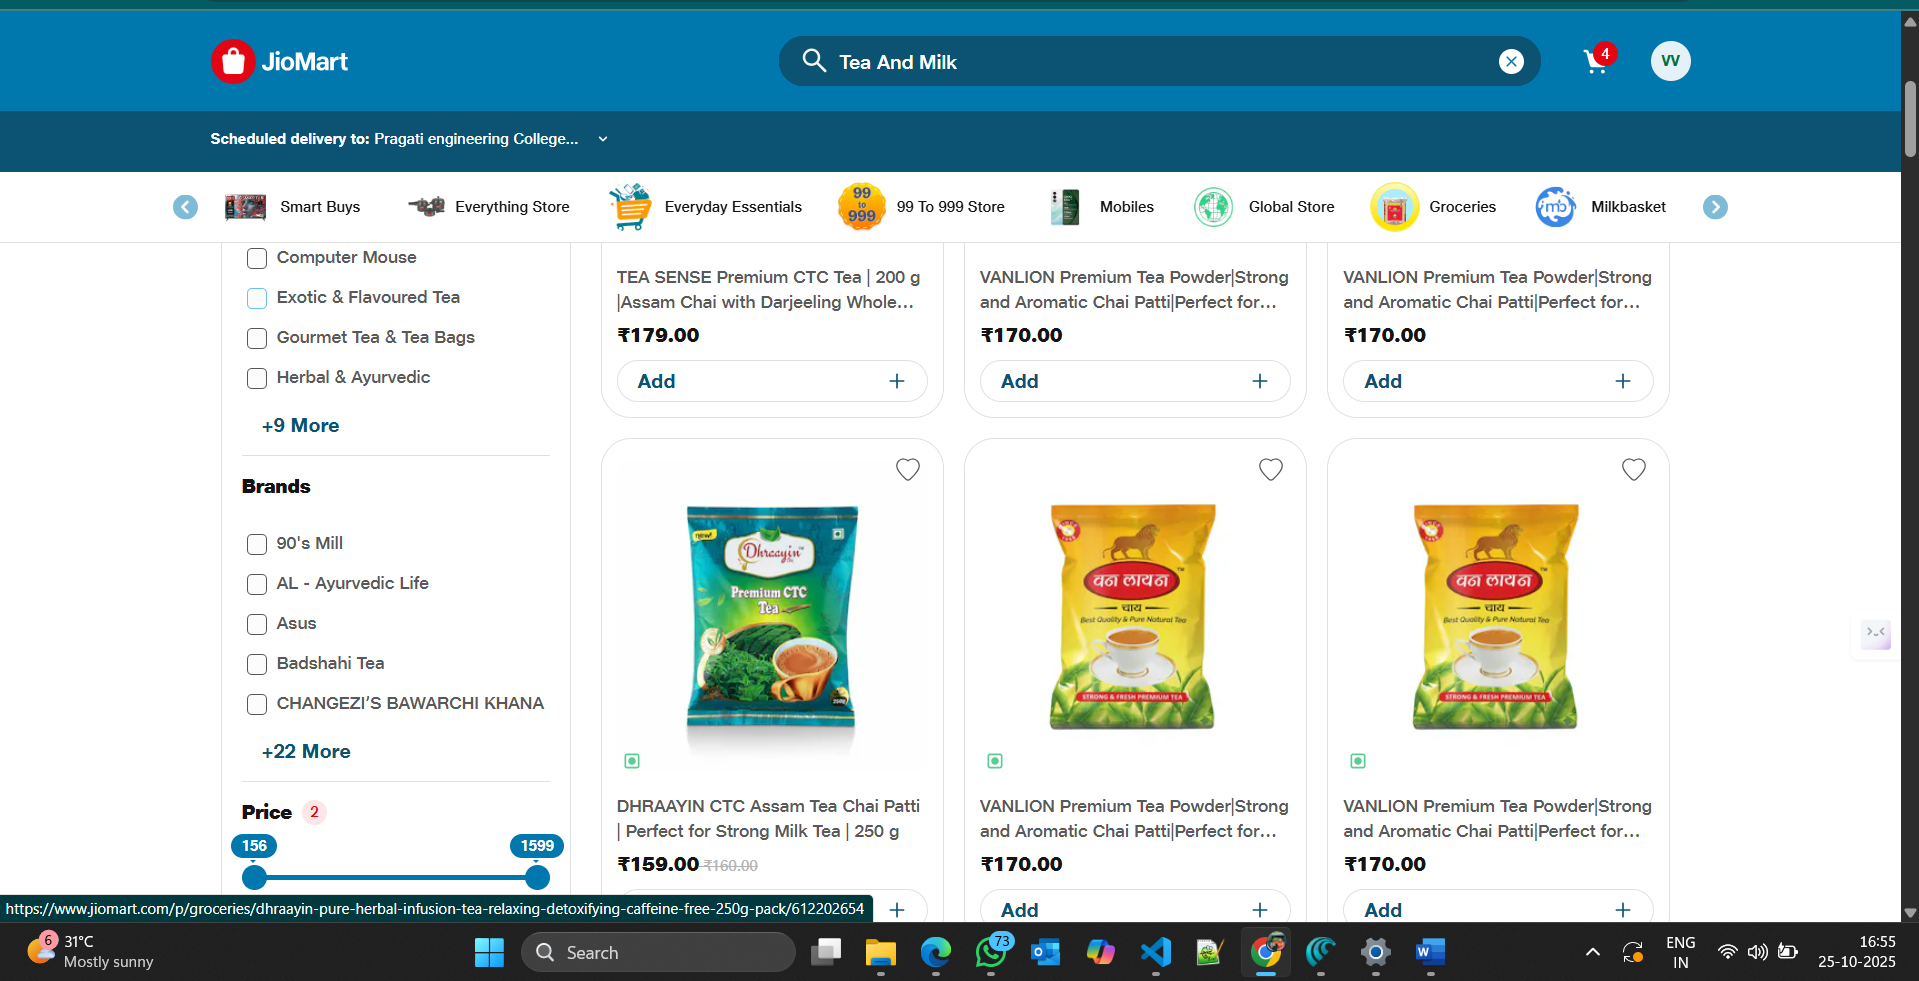 JioMart
Tea And Milk
4
VV
Scheduled delivery to: Pragati engineering College...
Smart Buys
Everything Store
Everyday Essentials
99 to 999
99 To 999 Store
Mobiles
Global Store
Groceries
mb
Milkbasket
Computer Mouse
Exotic & Flavoured Tea
Gourmet Tea & Tea Bags
Herbal & Ayurvedic
+9 More
Brands
90's Mill
AL - Ayurvedic Life
Asus
Badshahi Tea
CHANGEZI’S BAWARCHI KHANA
+22 More
Price 2
156
1599
TEA SENSE Premium CTC Tea | 200 g
|Assam Chai with Darjeeling Whole...
₹179.00
Add +
VANLION Premium Tea Powder|Strong
and Aromatic Chai Patti|Perfect for...
₹170.00
Add +
VANLION Premium Tea Powder|Strong
and Aromatic Chai Patti|Perfect for...
₹170.00
Add +
new!
Dhraayin
Premium CTC
Tea
DHRAAYIN CTC Assam Tea Chai Patti
| Perfect for Strong Milk Tea | 250 g
₹159.00 ₹160.00
+
वन लायन
चाय
Best Quality & Pure Natural Tea
STRONG & FRESH PREMIUM TEA
VANLION Premium Tea Powder|Strong
and Aromatic Chai Patti|Perfect for...
₹170.00
Add +
वन लायन
चाय
Best Quality & Pure Natural Tea
STRONG & FRESH PREMIUM TEA
VANLION Premium Tea Powder|Strong
and Aromatic Chai Patti|Perfect for...
₹170.00
Add +
https://www.jiomart.com/p/groceries/dhraayin-pure-herbal-infusion-tea-relaxing-detoxifying-caffeine-free-250g-pack/612202654
6
31°C
Mostly sunny
Search
73
ENG
IN
16:55
25-10-2025